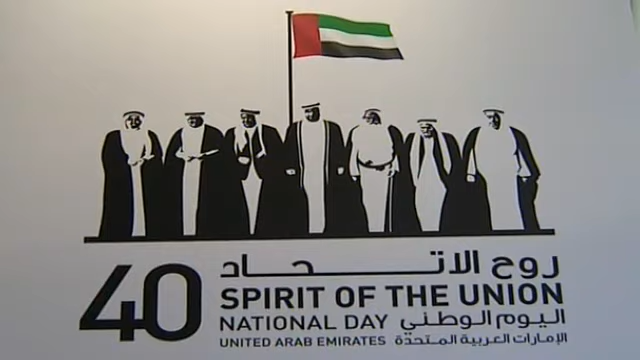 روح الاتحاد
40 SPIRIT OF THE UNION
NATIONAL DAY اليوم الوطني
UNITED ARAB EMIRATES الإمارات العربية المتحدة